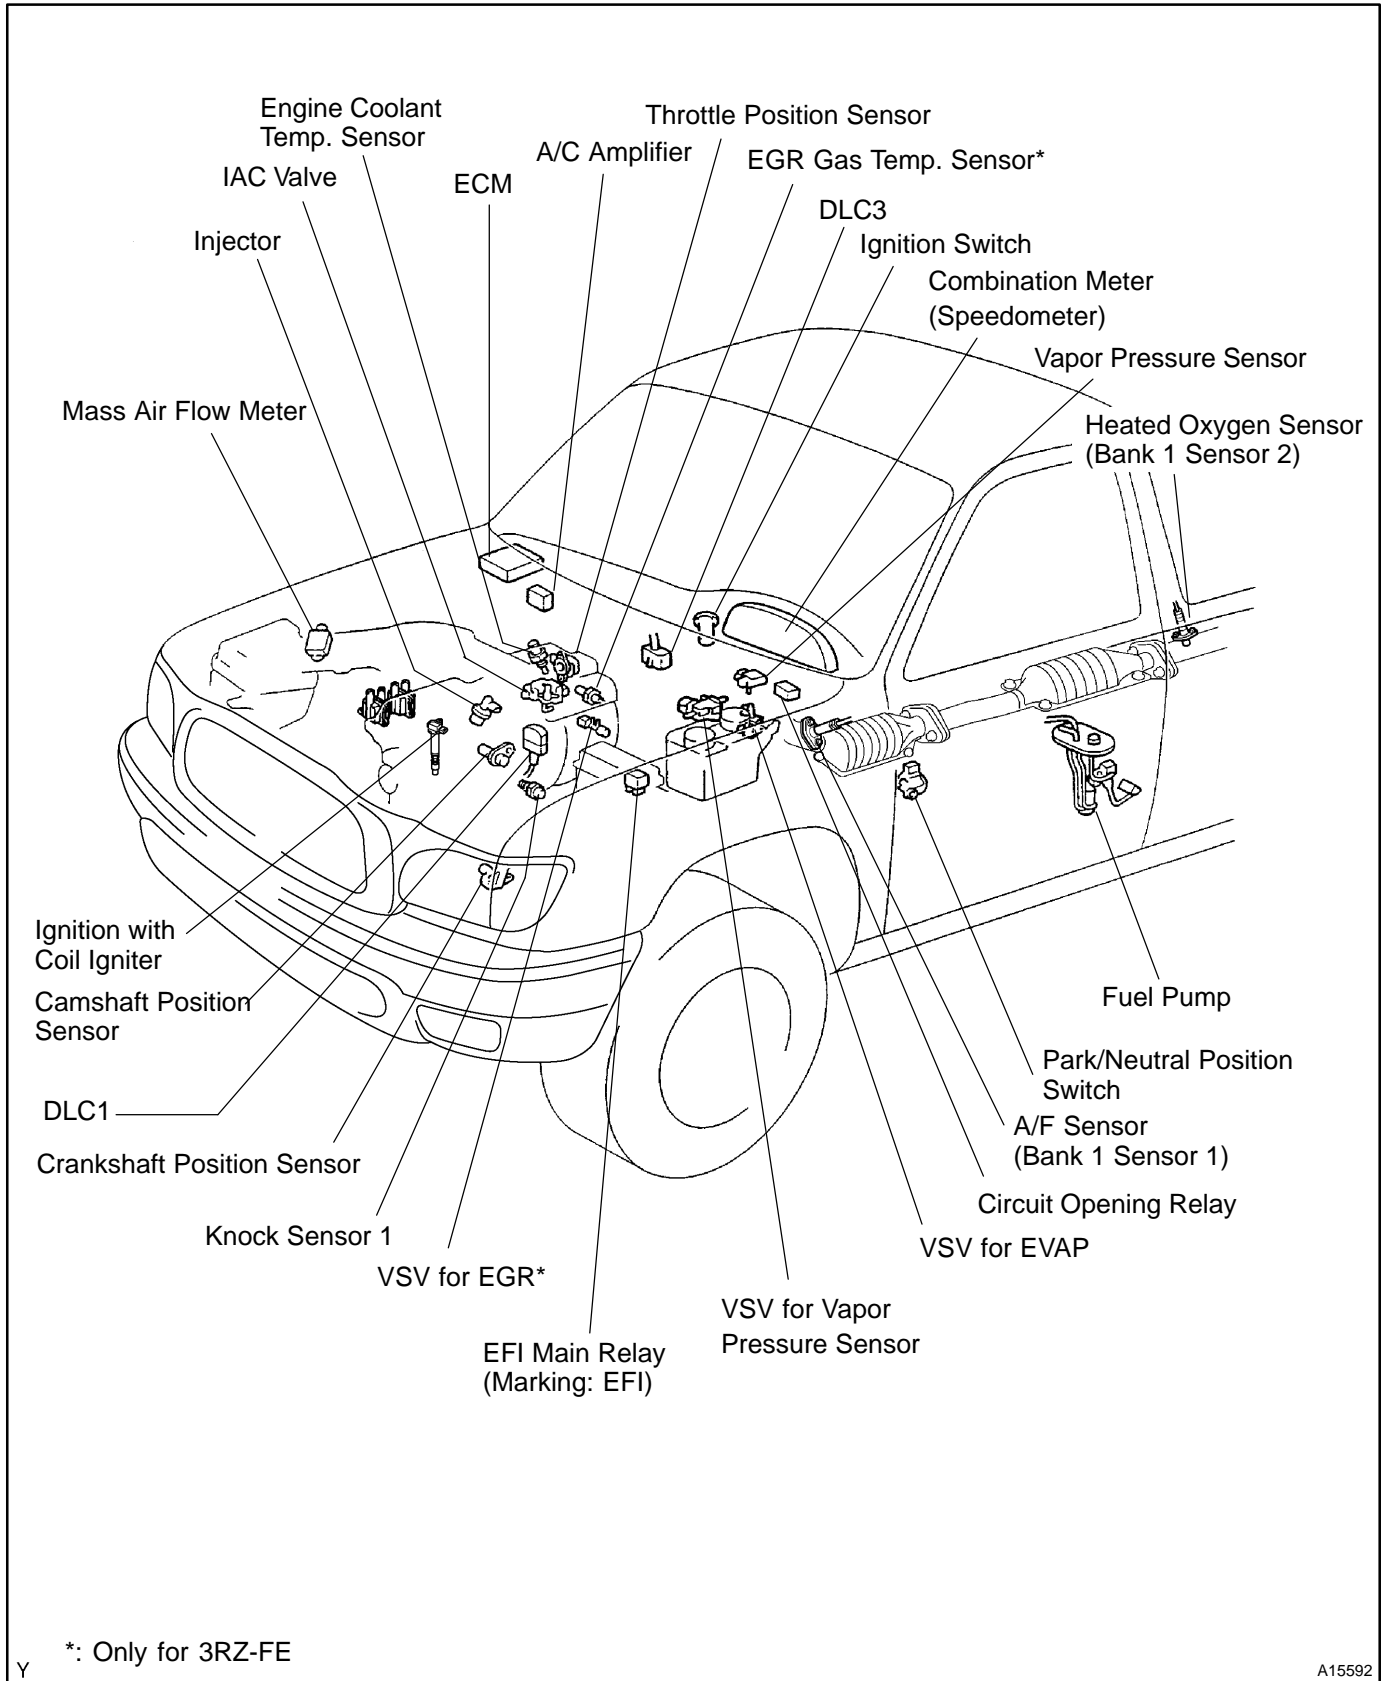 Engine Coolant
Temp. Sensor
Throttle Position Sensor
A/C Amplifier
EGR Gas Temp. Sensor*
IAC Valve
ECM
DLC3
Injector
Ignition Switch
Combination Meter
(Speedometer)
Vapor Pressure Sensor
Mass Air Flow Meter
Heated Oxygen Sensor
(Bank 1 Sensor 2)
Ignition with
Coil Igniter
Camshaft Position
Sensor
Fuel Pump
Park/Neutral Position
Switch
DLC1
A/F Sensor
(Bank 1 Sensor 1)
Crankshaft Position Sensor
Circuit Opening Relay
Knock Sensor 1
VSV for EVAP
VSV for EGR*
VSV for Vapor
Pressure Sensor
EFI Main Relay
(Marking: EFI)
*: Only for 3RZ-FE
Y
A15592